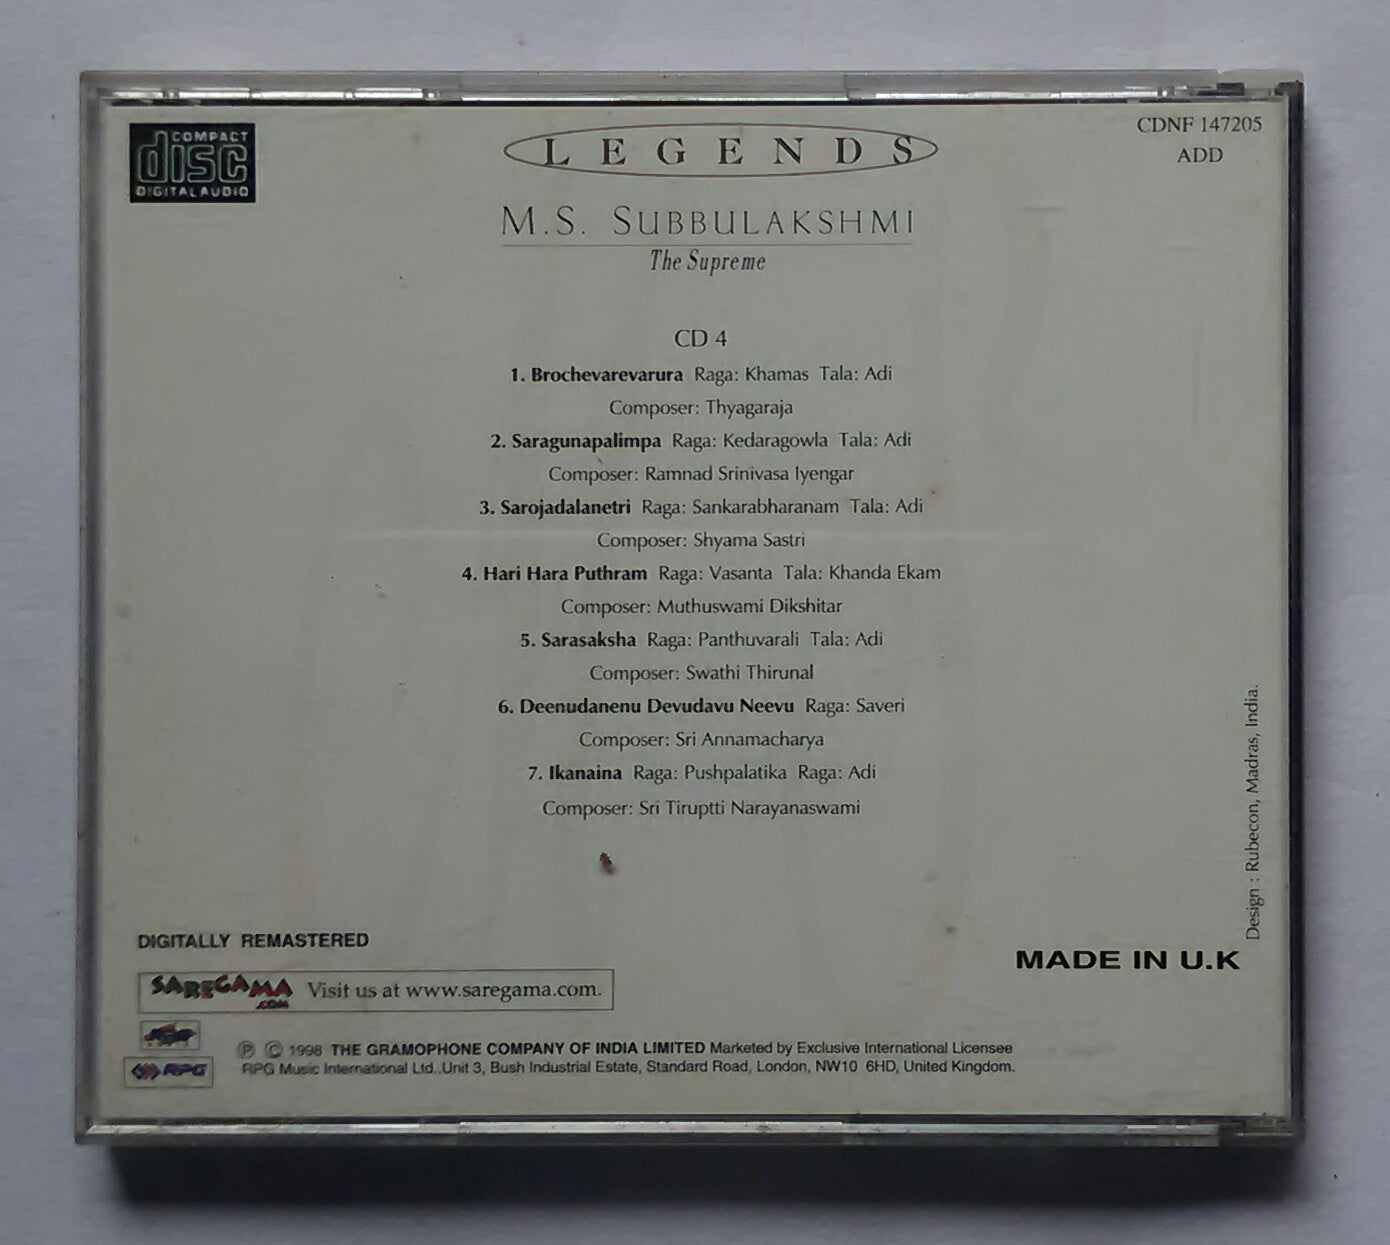 COMPACT
disc
DIGITAL AUDIO
LEGENDS
CDNF 147205
ADD
M.S. SUBBULAKSHMI
The Supreme
CD 4
1. Brochevarevarura Raga: Khamas Tala: Adi
Composer: Thyagaraja
2. Saragunapalimpa Raga: Kedaragowla Tala: Adi
Composer: Ramnad Srinivasa Iyengar
3. Sarojadalanetri Raga: Sankarabharanam Tala: Adi
Composer: Shyama Sastri
4. Hari Hara Puthram Raga: Vasanta Tala: Khanda Ekam
Composer: Muthuswami Dikshitar
5. Sarasaksha Raga: Panthuvarali Tala: Adi
Composer: Swathi Thirunal
6. Deenudanenu Devudavu Neevu Raga: Saveri
Composer: Sri Annamacharya
7. Ikanaina Raga: Pushpalatika Raga: Adi
Composer: Sri Tiruptti Narayanaswami
Design : Rubecon, Madras, India.
DIGITALLY REMASTERED
MADE IN U.K
SAREGAMA .COM Visit us at www.saregama.com.
RPG
℗ © 1998 THE GRAMOPHONE COMPANY OF INDIA LIMITED Marketed by Exclusive International Licensee
RPG Music International Ltd.,Unit 3, Bush Industrial Estate, Standard Road, London, NW10 6HD, United Kingdom.